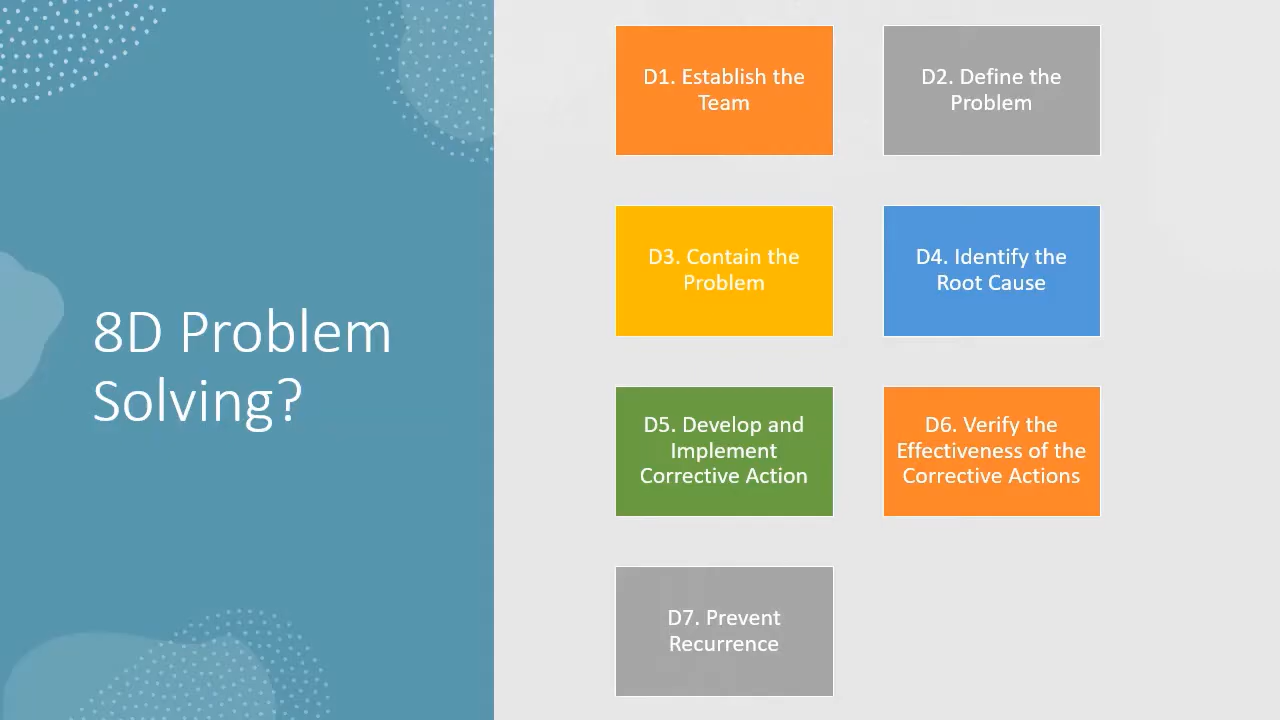 8D Problem
Solving?
D1. Establish the
Team
D2. Define the
Problem
D3. Contain the
Problem
D4. Identify the
Root Cause
D5. Develop and
Implement
Corrective Action
D6. Verify the
Effectiveness of the
Corrective Actions
D7. Prevent
Recurrence